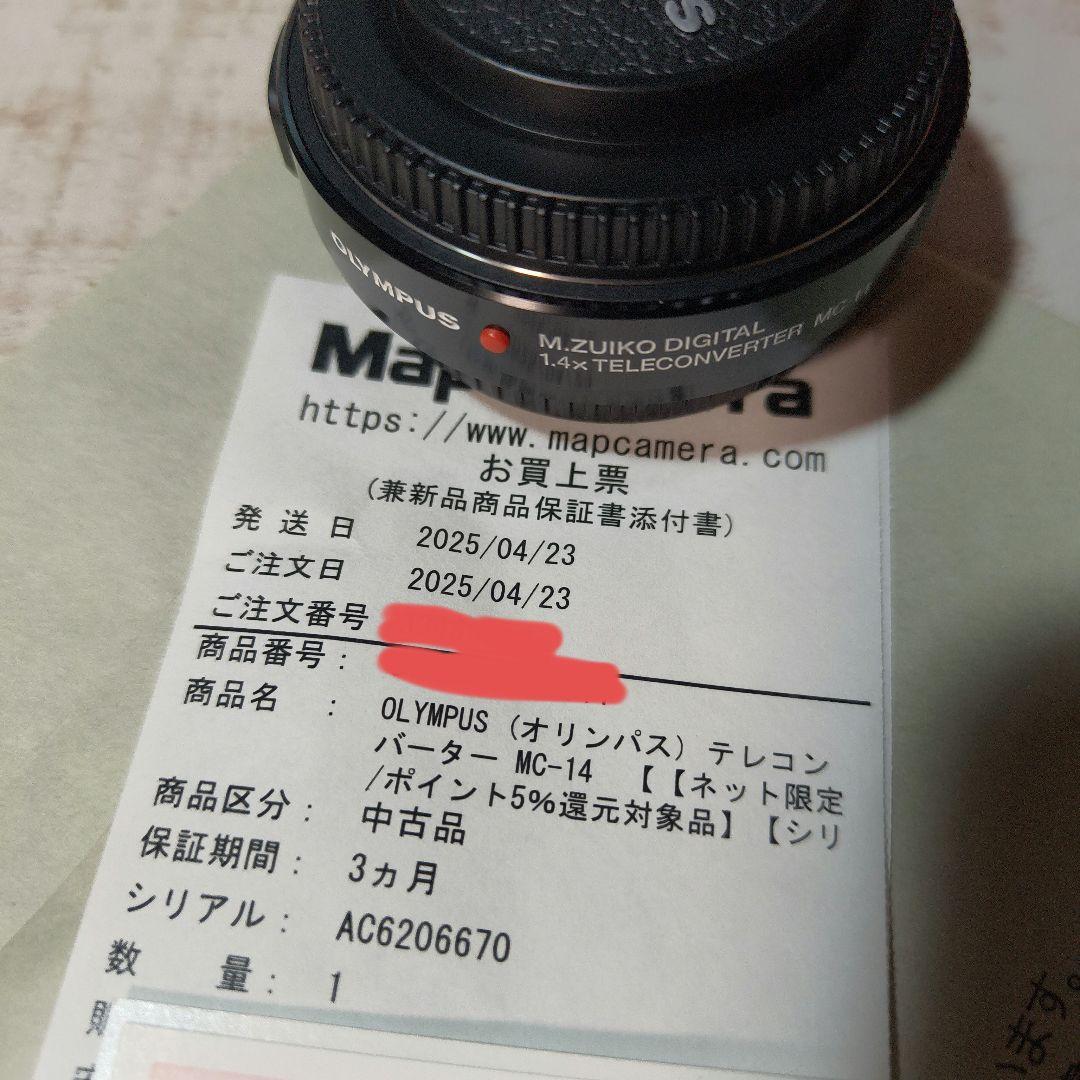 S
OLYMPUS
M.ZUIKO DIGITAL
1.4× TELECONVERTER
https://www.mapcamera.com
お買上票
(兼新品商品保証書添付書)
発 送 日 2025/04/23
ご注文日 2025/04/23
ご注文番号
商品番号:
商品名 : OLYMPUS (オリンパス) テレコン
バーター MC-14 【【ネット限定
/ポイント5%還元対象品】【シリ
商品区分: 中古品
保証期間: 3ヵ月
シリアル: AC6206670
数 量: 1
ます。